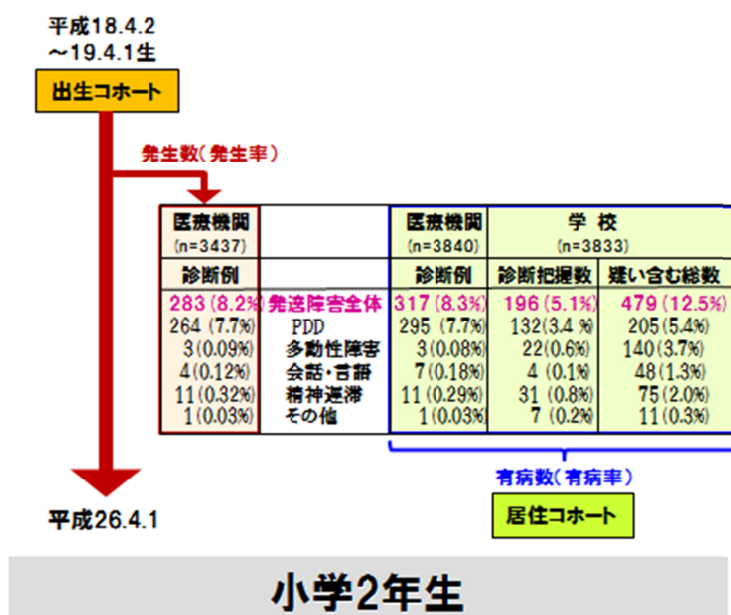 平成18.4.2
～19.4.1生
出生コホート
発生数(発生率)
医療機関 医療機関 学 校
(n=3437) (n=3840) (n=3833)
診断例 診断例 診断把握数 疑い含む総数
283 (8.2%) 発達障害全体 317 (8.3%) 196 (5.1%) 479 (12.5%)
264 (7.7%) PDD 295 (7.7%) 132(3.4 %) 205(5.4%)
3(0.09%) 多動性障害 3(0.08%) 22(0.6%) 140(3.7%)
4(0.12%) 会話・言語 7(0.18%) 4 (0.1%) 48(1.3%)
11(0.32%) 精神遅滞 11(0.29%) 31 (0.8%) 75(2.0%)
1(0.03%) その他 1(0.03%) 7 (0.2%) 11(0.3%)
有病数(有病率)
平成26.4.1
居住コホート
小学2年生